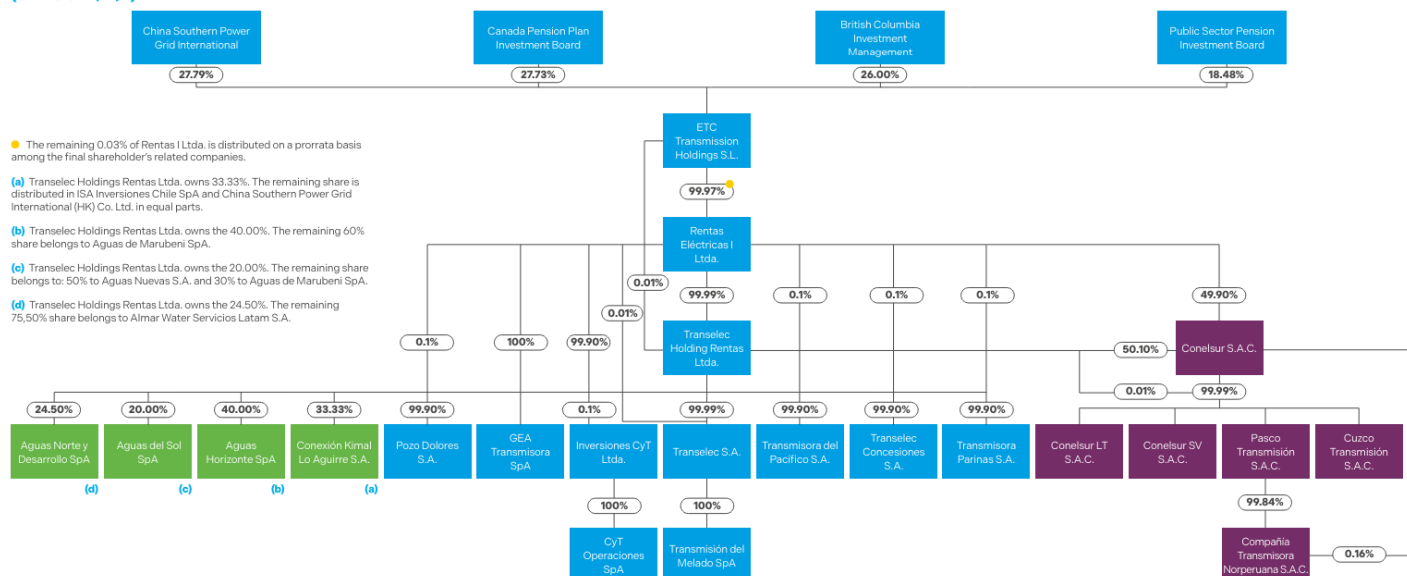 China Southern Power
Grid International
Canada Pension Plan
Investment Board
British Columbia
Investment
Management
Public Sector Pension
Investment Board
27.79%
27.73%
26.00%
18.48%
ETC
Transmission
Holdings S.L.
The remaining 0.03% of Rentas I Ltda. is distributed on a prorrata basis
among the final shareholder's related companies.
(a) Transelec Holdings Rentas Ltda. owns 33.33%. The remaining share is
distributed in ISA Inversiones Chile SpA and China Southern Power Grid
International (HK) Co. Ltd. in equal parts.
(b) Transelec Holdings Rentas Ltda. owns the 40.00%. The remaining 60%
share belongs to Aguas de Marubeni SpA.
(c) Transelec Holdings Rentas Ltda. owns the 20.00%. The remaining share
belongs to: 50% to Aguas Nuevas S.A. and 30% to Aguas de Marubeni SpA.
(d) Transelec Holdings Rentas Ltda. owns the 24.50%. The remaining
75,50% share belongs to Almar Water Servicios Latam S.A.
99.97%
Rentas
Eléctricas I
Ltda.
0.01%
99.99%
0.1%
0.1%
0.1%
49.90%
0.01%
Transelec
Holding Rentas
Ltda.
0.1%
100%
99.90%
50.10%
Conelsur S.A.C.
0.01%
99.99%
24.50%
20.00%
40.00%
33.33%
99.90%
0.1%
99.99%
99.90%
99.90%
99.90%
Aguas Norte y
Desarrollo SpA
Aguas del Sol
SpA
Aguas
Horizonte SpA
Conexión Kimal
Lo Aguirre S.A.
Pozo Dolores
S.A.
GEA
Transmisora
SpA
Inversiones CyT
Ltda.
Transelec S.A.
Transmisora del
Pacífico S.A.
Transelec
Concesiones
S.A.
Transmisora
Parinas S.A.
Conelsur LT
S.A.C.
Conelsur SV
S.A.C.
Pasco
Transmisión
S.A.C.
Cuzco
Transmisión
S.A.C.
(d)
(c)
(b)
(a)
100%
100%
99.84%
CyT
Operaciones
SpA
Transmisión del
Melado SpA
Compañía
Transmisora
Norperuana S.A.C.
0.16%